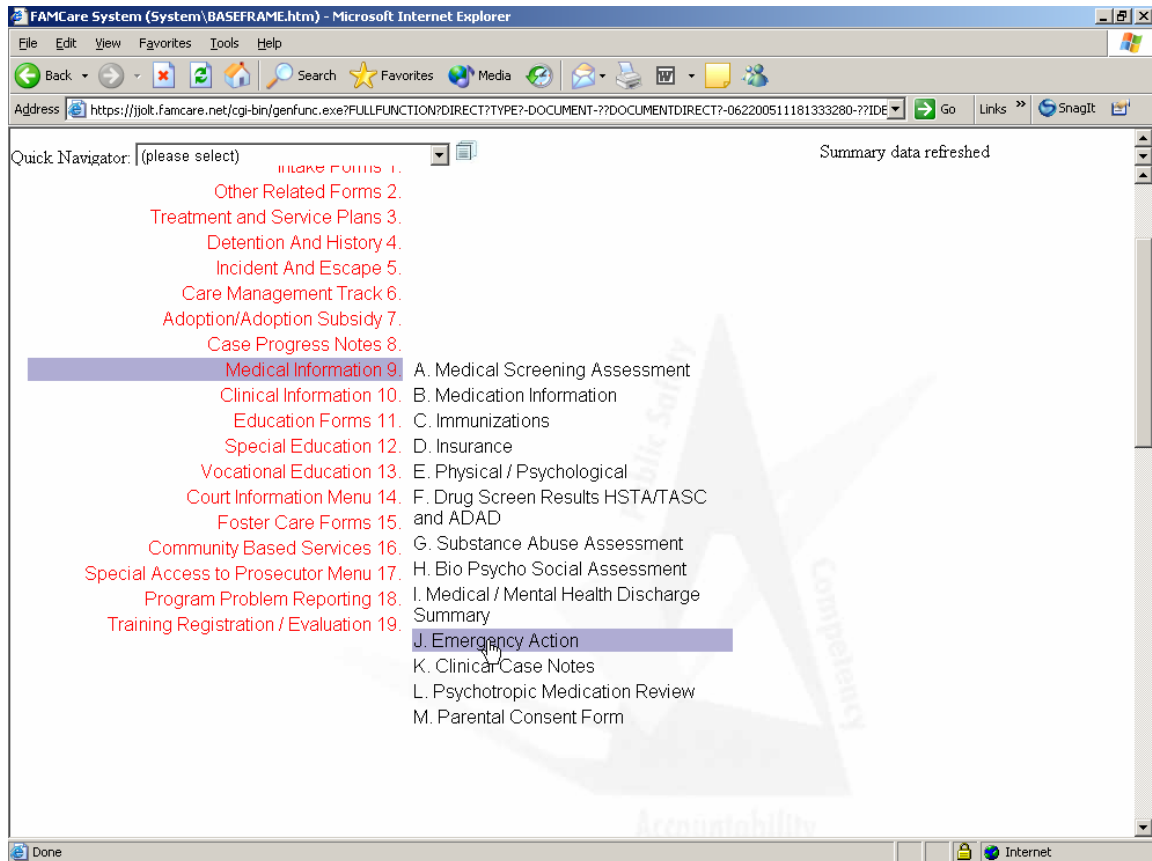 FAMCare System (System\BASEFRAME.htm) - Microsoft Internet Explorer
File Edit View Favorites Tools Help
Back Search Favorites Media
Address https://jjolt.famcare.net/cgi-bin/genfunc.exe?FULLFUNCTION?DIRECT?TYPE?-DOCUMENT-??DOCUMENTDIRECT?-062200511181333280-??IDE Go Links » SnagIt
Quick Navigator: (please select) Summary data refreshed
Intake Forms 1.
Other Related Forms 2.
Treatment and Service Plans 3.
Detention And History 4.
Incident And Escape 5.
Care Management Track 6.
Adoption/Adoption Subsidy 7.
Case Progress Notes 8.
Medical Information 9. A. Medical Screening Assessment
Clinical Information 10. B. Medication Information
Education Forms 11. C. Immunizations
Special Education 12. D. Insurance
Vocational Education 13. E. Physical / Psychological
Court Information Menu 14. F. Drug Screen Results HSTA/TASC
Foster Care Forms 15. and ADAD
Community Based Services 16. G. Substance Abuse Assessment
Special Access to Prosecutor Menu 17. H. Bio Psycho Social Assessment
Program Problem Reporting 18. I. Medical / Mental Health Discharge
Training Registration / Evaluation 19. Summary
J. Emergency Action
K. Clinical Case Notes
L. Psychotropic Medication Review
M. Parental Consent Form
Public Safty
Competency
Accountability
Done Internet